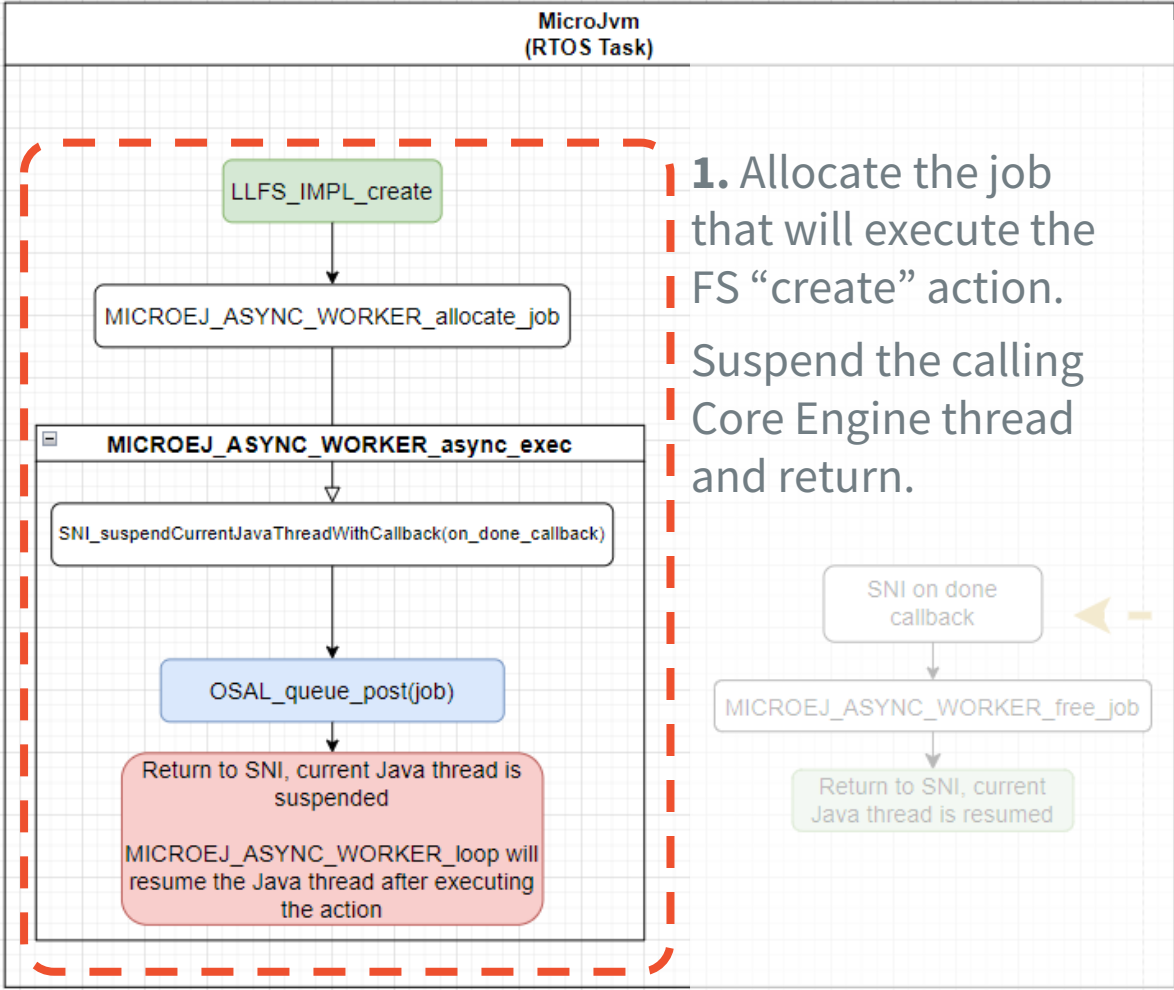 MicroJvm
(RTOS Task)
LLFS_IMPL_create
MICROEJ_ASYNC_WORKER_allocate_job
MICROEJ_ASYNC_WORKER_async_exec
SNI_suspendCurrentJavaThreadWithCallback(on_done_callback)
OSAL_queue_post(job)
Return to SNI, current Java thread is
suspended
MICROEJ_ASYNC_WORKER_loop will
resume the Java thread after executing
the action
1. Allocate the job
that will execute the
FS “create” action.
Suspend the calling
Core Engine thread
and return.
SNI on done
callback
MICROEJ_ASYNC_WORKER_free_job
Return to SNI, current
Java thread is resumed